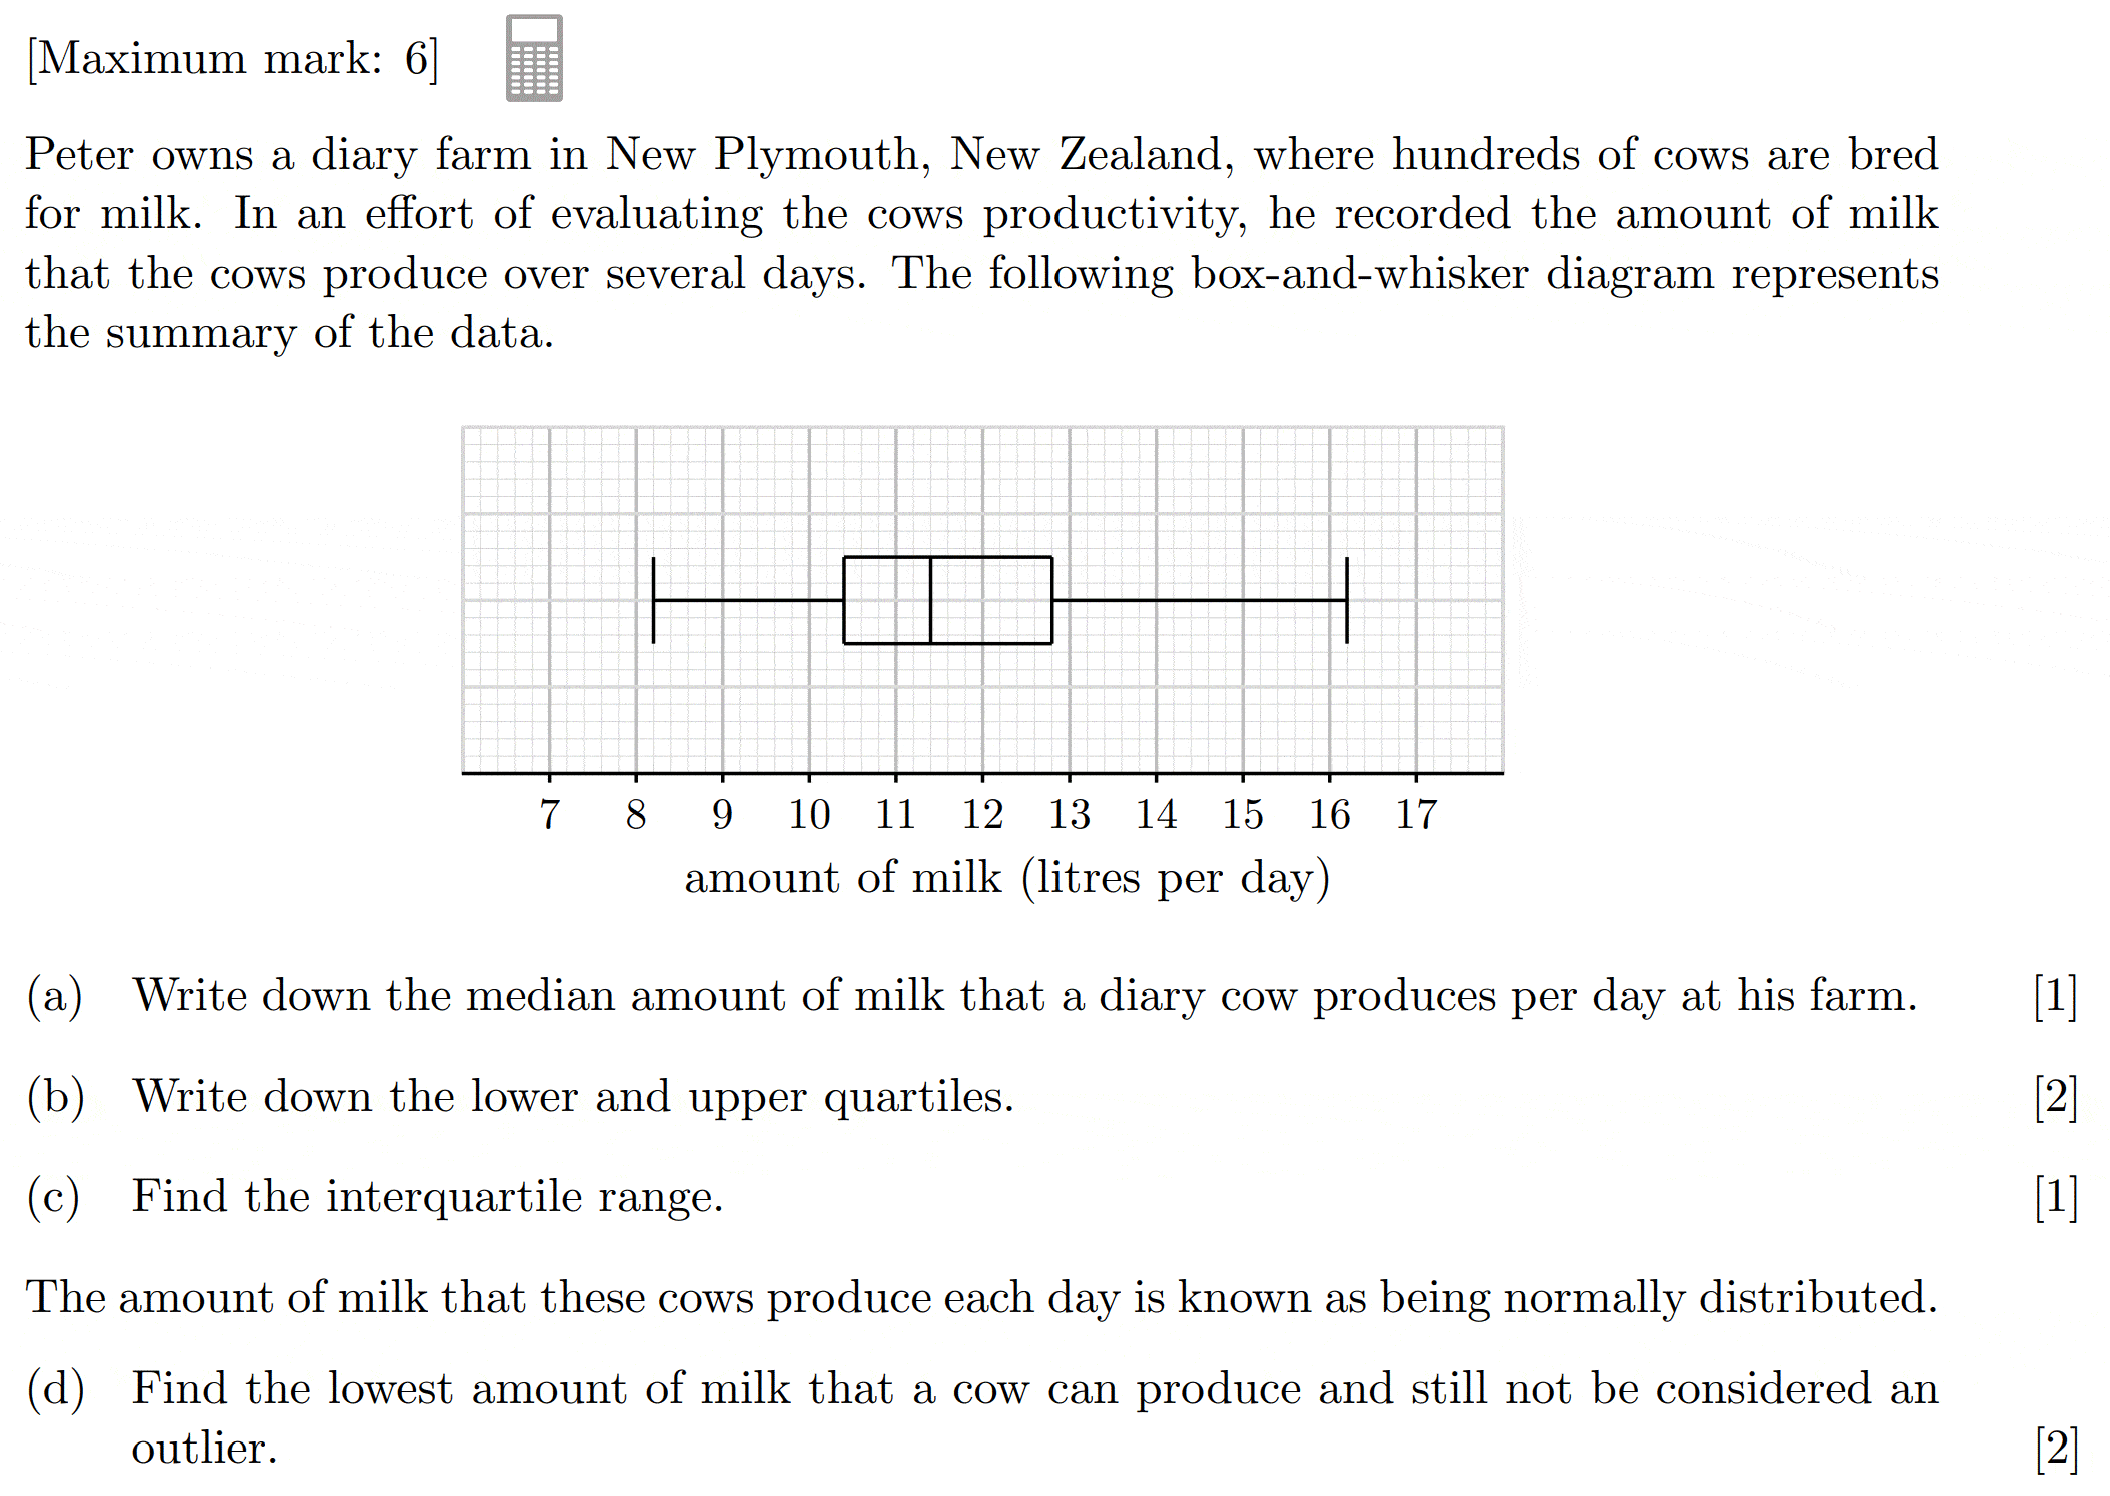 [Maximum mark: 6]
Peter owns a diary farm in New Plymouth, New Zealand, where hundreds of cows are bred
for milk. In an effort of evaluating the cows productivity, he recorded the amount of milk
that the cows produce over several days. The following box-and-whisker diagram represents
the summary of the data.
7 8 9 10 11 12 13 14 15 16 17
amount of milk (litres per day)
(a) Write down the median amount of milk that a diary cow produces per day at his farm. [1]
(b) Write down the lower and upper quartiles. [2]
(c) Find the interquartile range. [1]
The amount of milk that these cows produce each day is known as being normally distributed.
(d) Find the lowest amount of milk that a cow can produce and still not be considered an
outlier. [2]